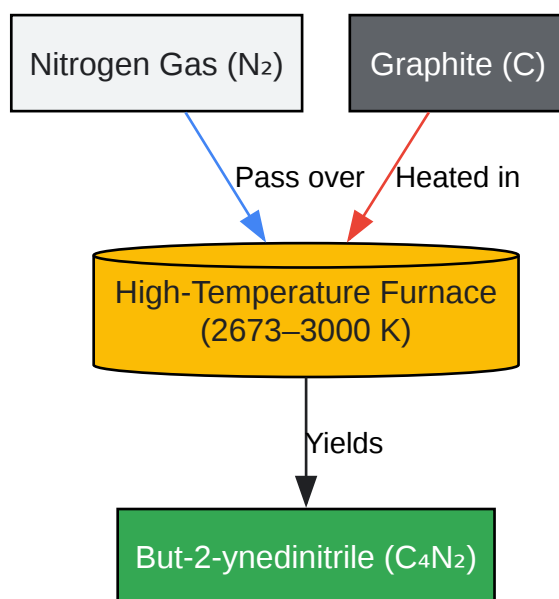 Nitrogen Gas (N₂)
Graphite (C)
Pass over
Heated in
High-Temperature Furnace
(2673–3000 K)
Yields
But-2-ynedinitrile (C₄N₂)